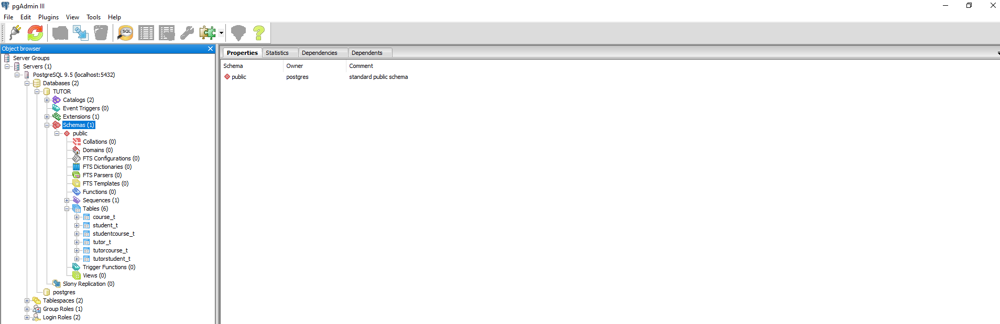 pgAdmin III
File Edit Plugins View Tools Help
SQL
Object browser
Server Groups
Servers (1)
PostgreSQL 9.5 (localhost:5432)
Databases (2)
TUTOR
Catalogs (2)
Event Triggers (0)
Extensions (1)
Schemas (1)
public
Collations (0)
Domains (0)
FTS Configurations (0)
FTS Dictionaries (0)
FTS Parsers (0)
FTS Templates (0)
Functions (0)
Sequences (1)
Tables (6)
course_t
student_t
studentcourse_t
tutor_t
tutorcourse_t
tutorstudent_t
Trigger Functions (0)
Views (0)
Slony Replication (0)
postgres
Tablespaces (2)
Group Roles (1)
Login Roles (2)
Properties Statistics Dependencies Dependents
Schema Owner Comment
public postgres standard public schema